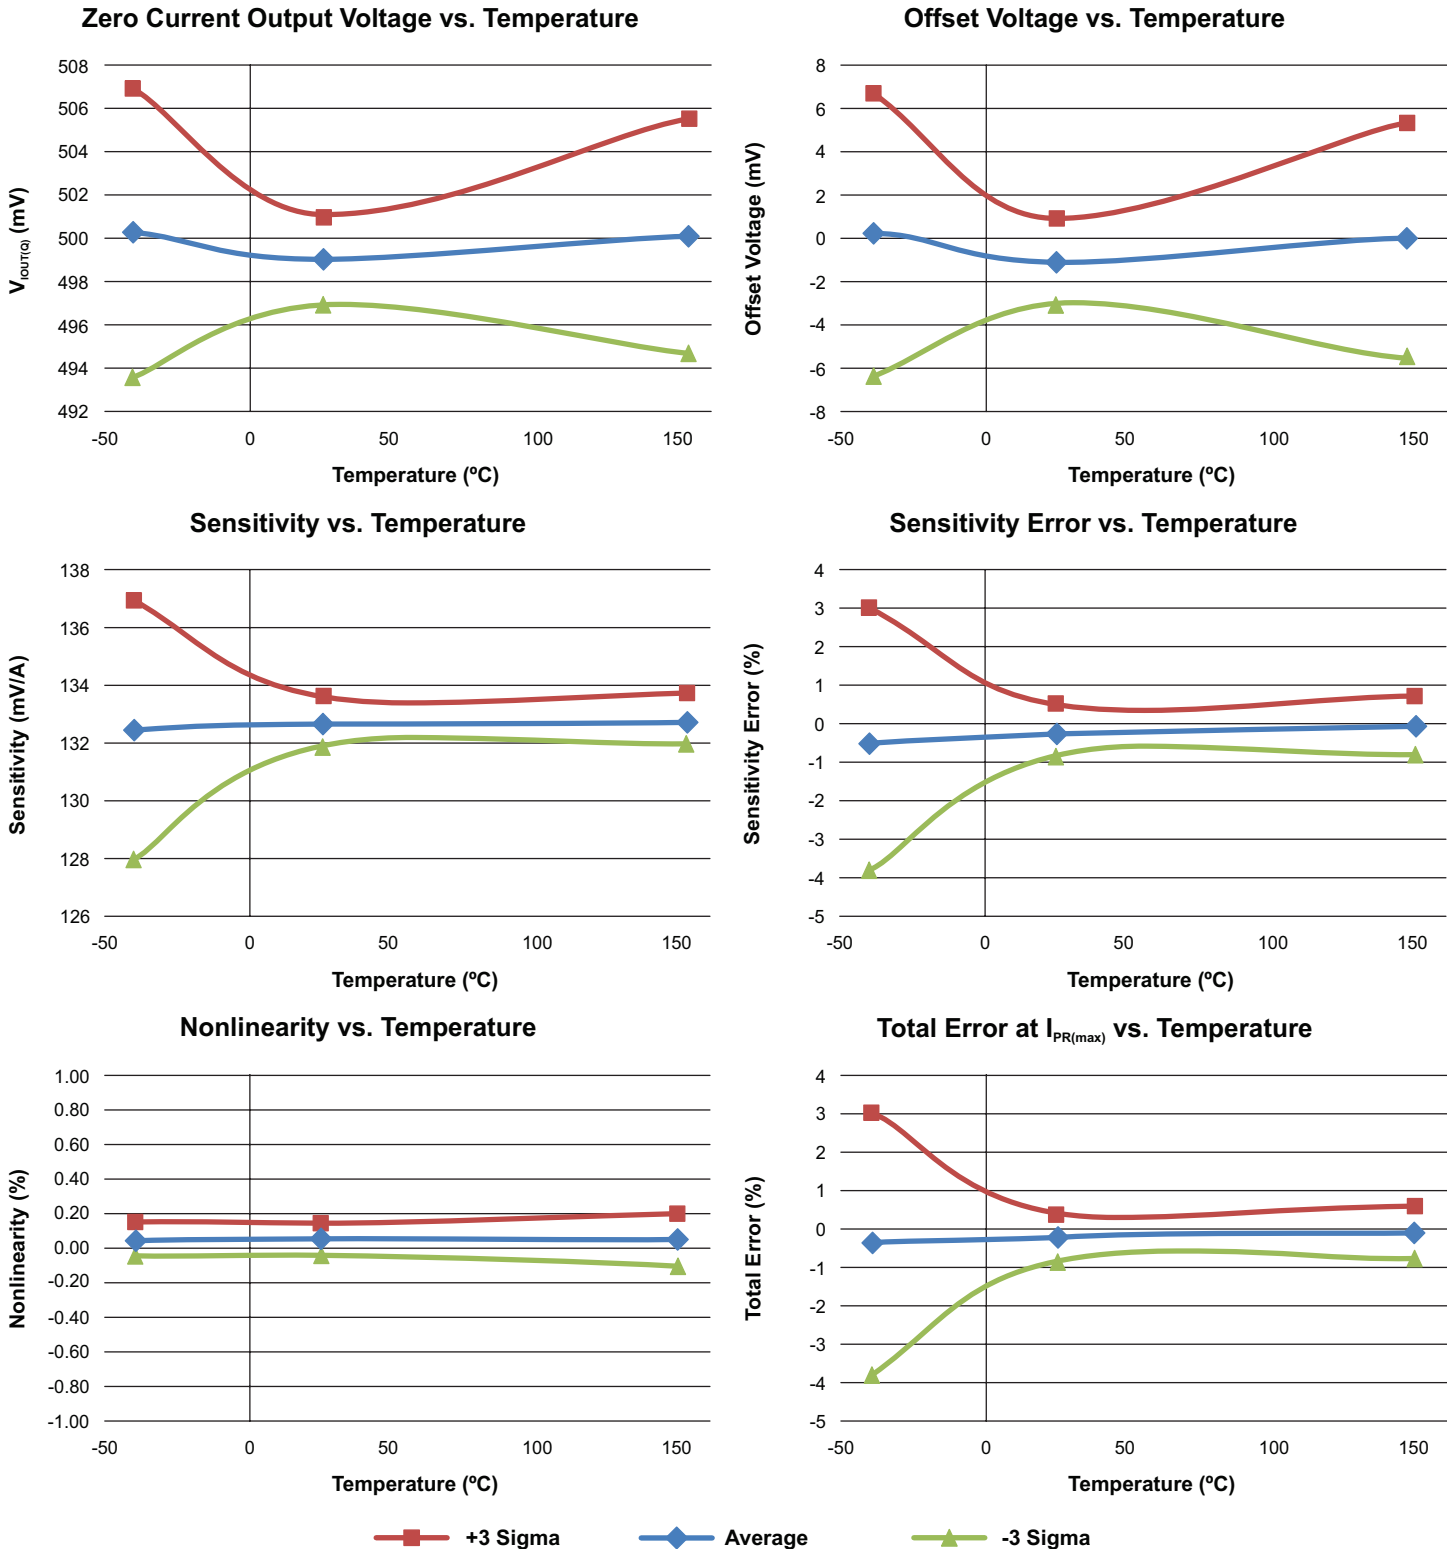 Zero Current Output Voltage vs. Temperature
508
506
504
502
500
498
496
494
492
V_IOUT(Q) (mV)
-50 0 50 100 150
Temperature (ºC)
Offset Voltage vs. Temperature
8
6
4
2
0
-2
-4
-6
-8
Offset Voltage (mV)
-50 0 50 100 150
Temperature (ºC)
Sensitivity vs. Temperature
138
136
134
132
130
128
126
Sensitivity (mV/A)
-50 0 50 100 150
Temperature (ºC)
Sensitivity Error vs. Temperature
4
3
2
1
0
-1
-2
-3
-4
-5
Sensitivity Error (%)
-50 0 50 100 150
Temperature (ºC)
Nonlinearity vs. Temperature
1.00
0.80
0.60
0.40
0.20
0.00
-0.20
-0.40
-0.60
-0.80
-1.00
Nonlinearity (%)
-50 0 50 100 150
Temperature (ºC)
Total Error at I_PR(max) vs. Temperature
4
3
2
1
0
-1
-2
-3
-4
-5
Total Error (%)
-50 0 50 100 150
Temperature (ºC)
+3 Sigma Average -3 Sigma